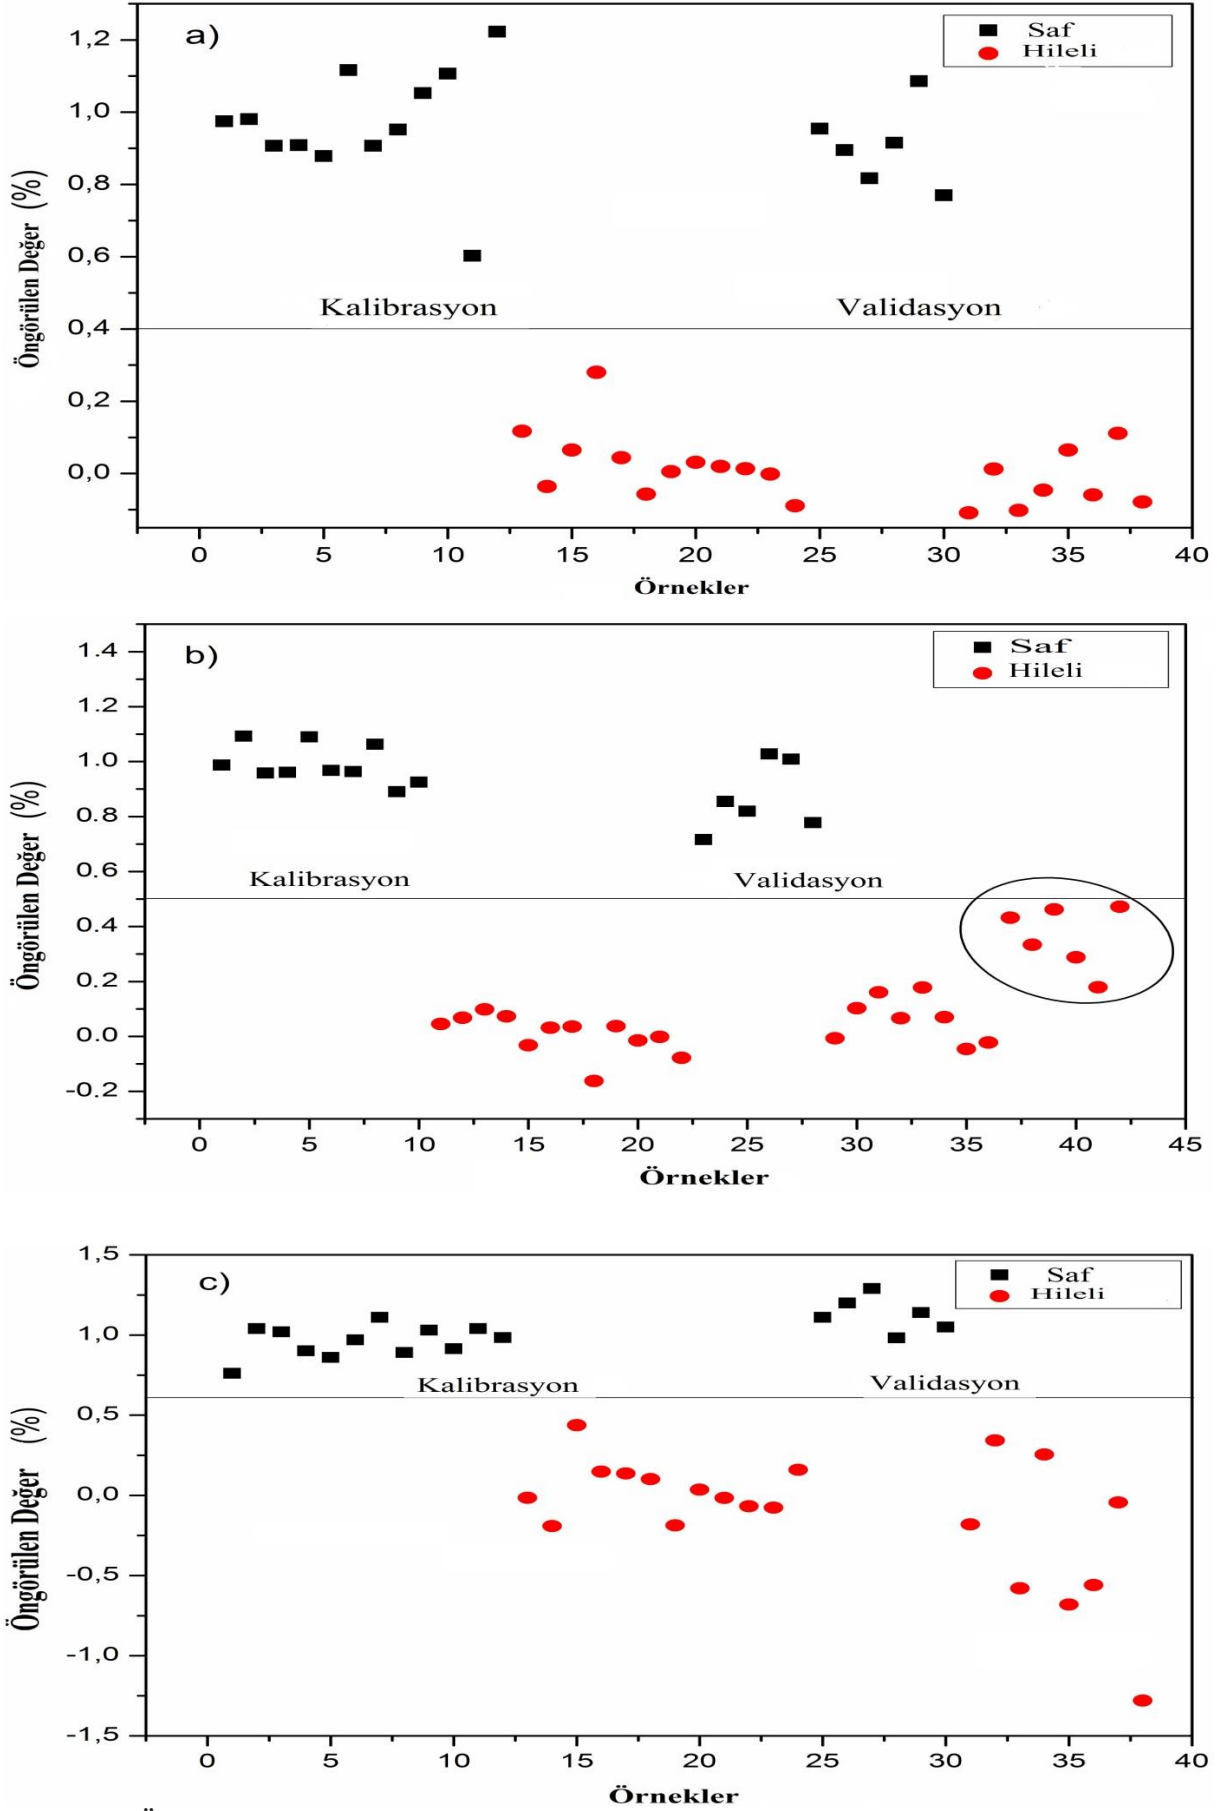 a)
Saf
Hileli
1,2
1,0
0,8
0,6
0,4
0,2
0,0
Öngörülen Değer (%)
Kalibrasyon
Validasyon
0 5 10 15 20 25 30 35 40
Örnekler
b)
Saf
Hileli
1.4
1.2
1.0
0.8
0.6
0.4
0.2
0.0
-0.2
Öngörülen Değer (%)
Kalibrasyon
Validasyon
0 5 10 15 20 25 30 35 40 45
Örnekler
c)
Saf
Hileli
1,5
1,0
0,5
0,0
-0,5
-1,0
-1,5
Öngörülen Değer (%)
Kalibrasyon
Validasyon
0 5 10 15 20 25 30 35 40
Örnekler